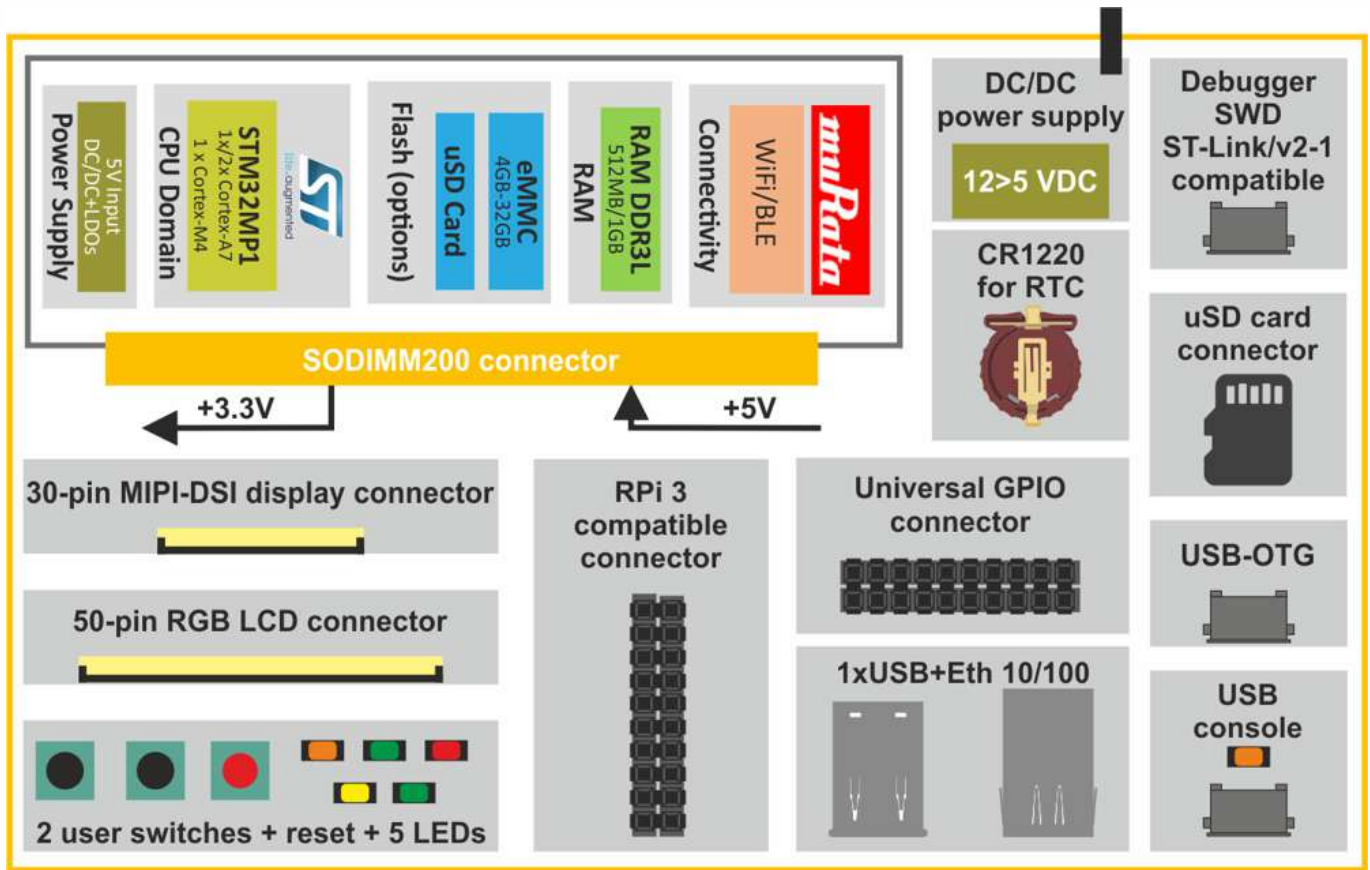 Power Supply
5V Input
DC/DC+LDOs
CPU Domain
STM32MP1
1x/2x Cortex-A7
1 x Cortex-M4
ST
life.augmented
Flash (options)
uSD Card
eMMC
4GB-32GB
RAM
RAM DDR3L
512MB/1GB
Connectivity
WiFi/BLE
muRata
SODIMM200 connector
+3.3V
+5V
DC/DC
power supply
12>5 VDC
CR1220
for RTC
Debugger
SWD
ST-Link/v2-1
compatible
uSD card
connector
30-pin MIPI-DSI display connector
50-pin RGB LCD connector
2 user switches + reset + 5 LEDs
RPi 3
compatible
connector
Universal GPIO
connector
1xUSB+Eth 10/100
USB-OTG
USB
console